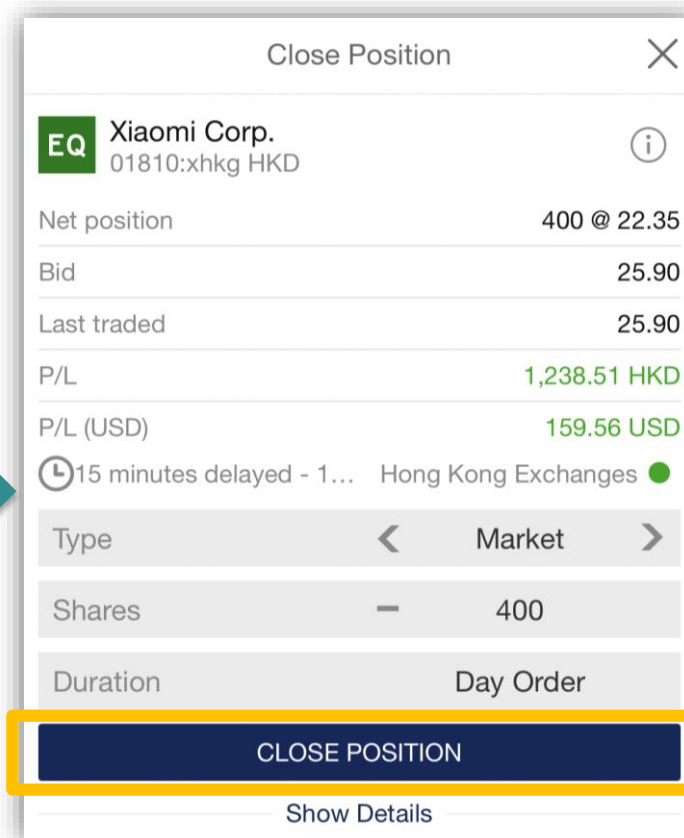 Close Position
EQ
Xiaomi Corp.
01810:xhkg HKD
Net position 400 @ 22.35
Bid 25.90
Last traded 25.90
P/L 1,238.51 HKD
P/L (USD) 159.56 USD
15 minutes delayed - 1... Hong Kong Exchanges
Type Market
Shares 400
Duration Day Order
CLOSE POSITION
Show Details